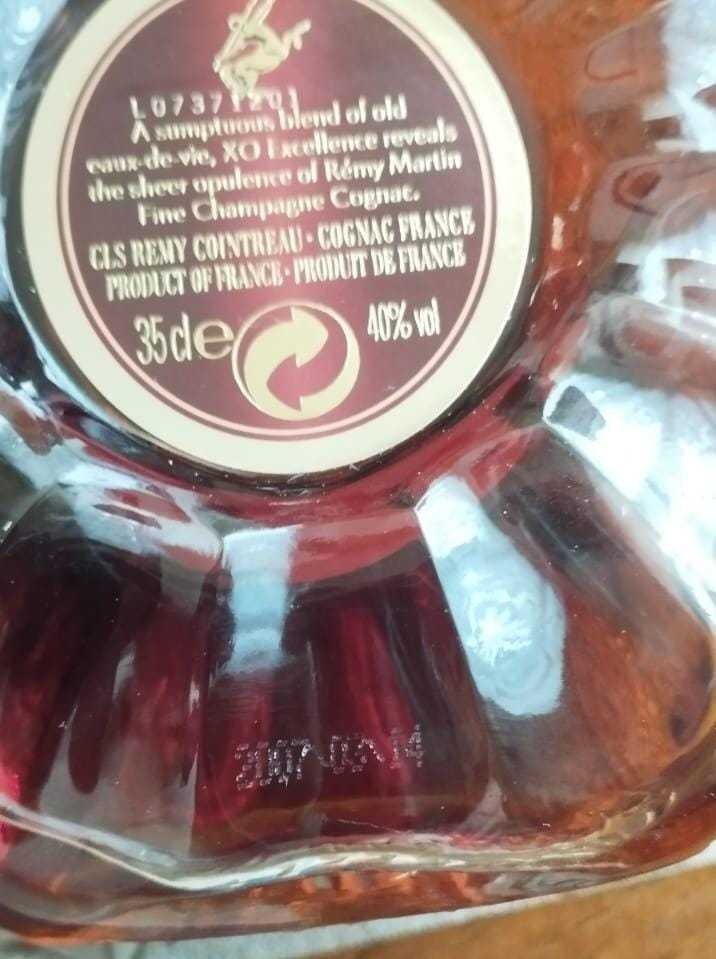 L07371201
A sumptuous blend of old
eaux-de-vie, XO Excellence reveals
the sheer opulence of Rémy Martin
Fine Champagne Cognac.
CLS REMY COINTREAU · COGNAC FRANCE
PRODUCT OF FRANCE · PRODUIT DE FRANCE
35 cl e 40% vol